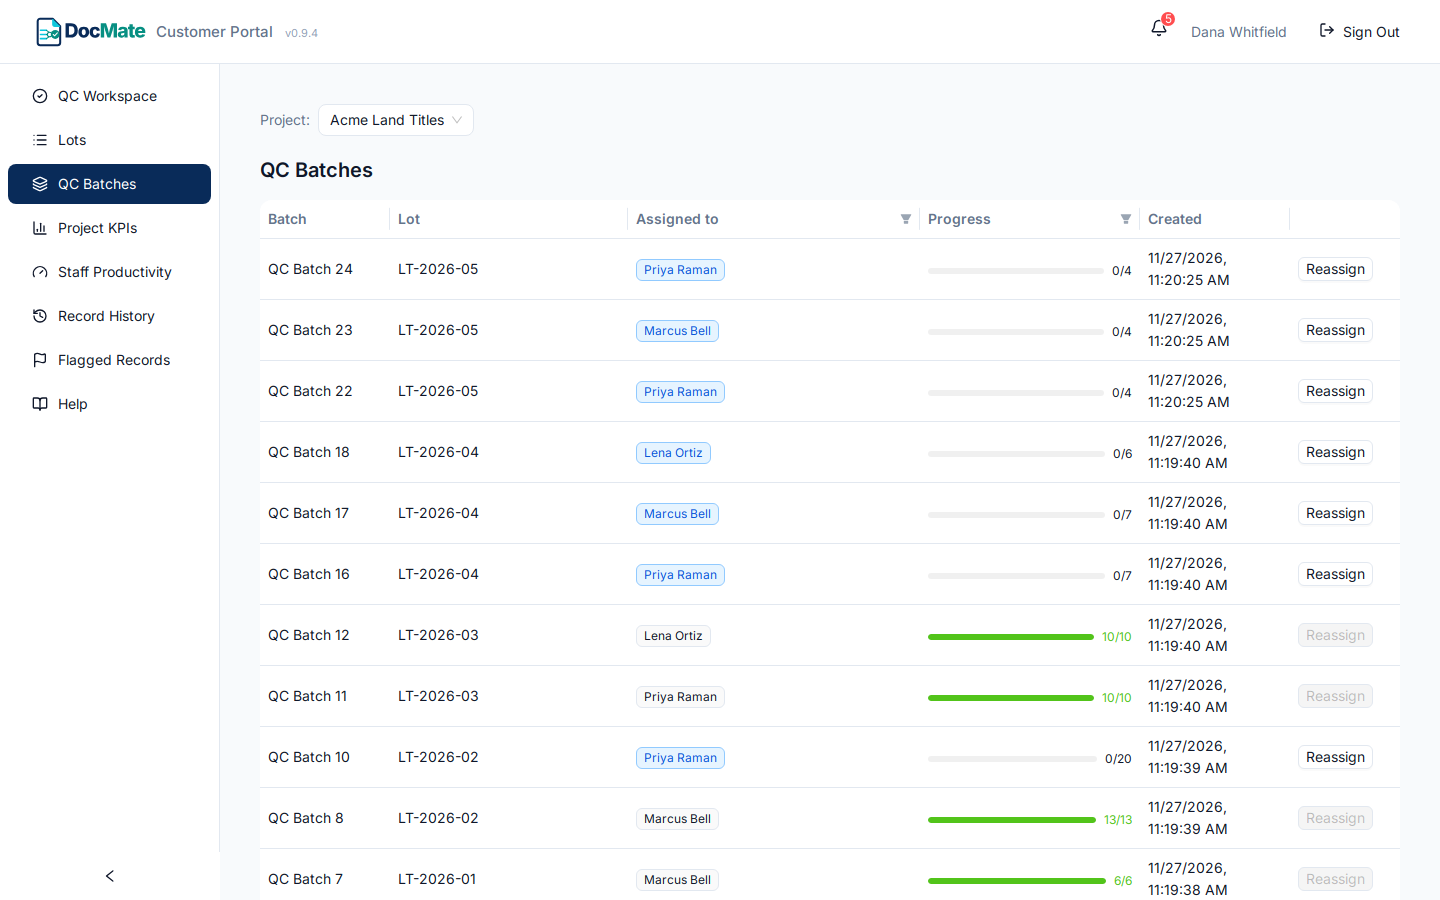 DocMate Customer Portal v0.9.4
5
Dana Whitfield
Sign Out
QC Workspace
Lots
QC Batches
Project KPIs
Staff Productivity
Record History
Flagged Records
Help
Project: Acme Land Titles
QC Batches
Batch Lot Assigned to Progress Created
QC Batch 24 LT-2026-05 Priya Raman 0/4 11/27/2026,
11:20:25 AM Reassign
QC Batch 23 LT-2026-05 Marcus Bell 0/4 11/27/2026,
11:20:25 AM Reassign
QC Batch 22 LT-2026-05 Priya Raman 0/4 11/27/2026,
11:20:25 AM Reassign
QC Batch 18 LT-2026-04 Lena Ortiz 0/6 11/27/2026,
11:19:40 AM Reassign
QC Batch 17 LT-2026-04 Marcus Bell 0/7 11/27/2026,
11:19:40 AM Reassign
QC Batch 16 LT-2026-04 Priya Raman 0/7 11/27/2026,
11:19:40 AM Reassign
QC Batch 12 LT-2026-03 Lena Ortiz 10/10 11/27/2026,
11:19:40 AM Reassign
QC Batch 11 LT-2026-03 Priya Raman 10/10 11/27/2026,
11:19:40 AM Reassign
QC Batch 10 LT-2026-02 Priya Raman 0/20 11/27/2026,
11:19:39 AM Reassign
QC Batch 8 LT-2026-02 Marcus Bell 13/13 11/27/2026,
11:19:39 AM Reassign
QC Batch 7 LT-2026-01 Marcus Bell 6/6 11/27/2026,
11:19:38 AM Reassign